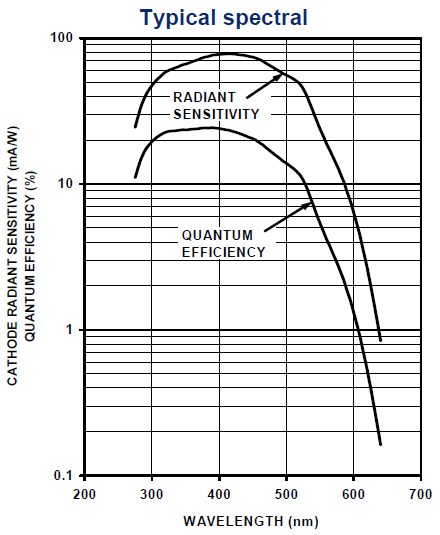 Typical spectral
CATHODE RADIANT SENSITIVITY (mA/W)
QUANTUM EFFICIENCY (%)
100
10
1
0.1
RADIANT
SENSITIVITY
QUANTUM
EFFICIENCY
200 300 400 500 600 700
WAVELENGTH (nm)